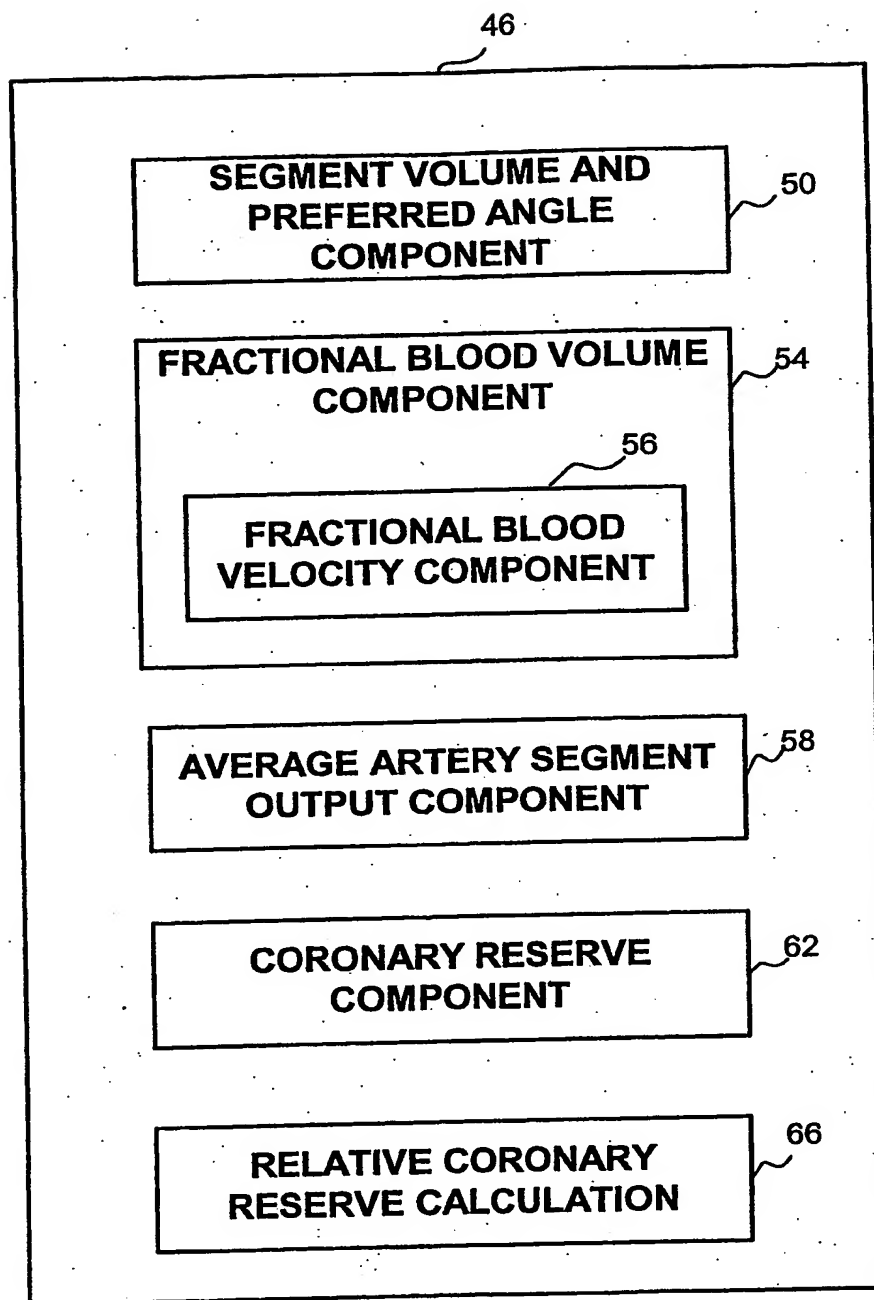 46
SEGMENT VOLUME AND
PREFERRED ANGLE
COMPONENT
50
FRACTIONAL BLOOD VOLUME
COMPONENT
54
56
FRACTIONAL BLOOD
VELOCITY COMPONENT
AVERAGE ARTERY SEGMENT
OUTPUT COMPONENT
58
CORONARY RESERVE
COMPONENT
62
RELATIVE CORONARY
RESERVE CALCULATION
66